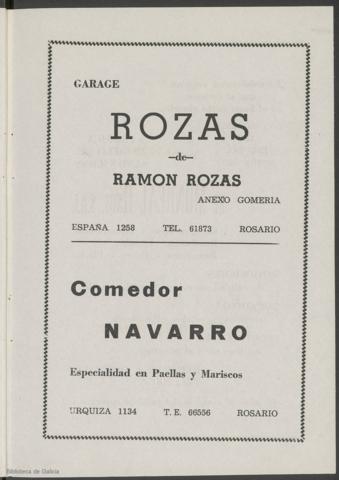 GARAGE
ROZAS
—de—
RAMON ROZAS
ANEXO GOMERIA
ESPAÑA 1258 TEL. 61873 ROSARIO
Comedor
NAVARRO
Especialidad en Paellas y Mariscos
URQUIZA 1134 T. E. 66556 ROSARIO
Biblioteca de Galicia